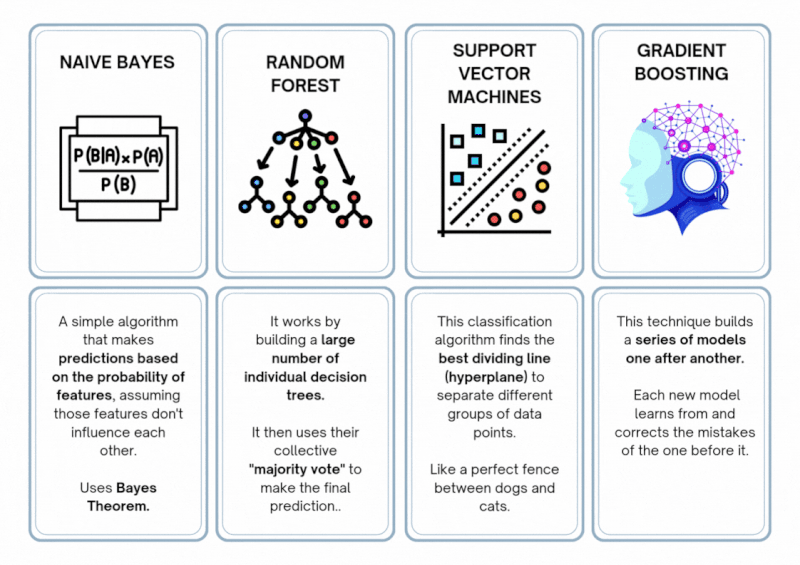 NAIVE BAYES
P(B|A) x P(A)
P(B)
RANDOM
FOREST
SUPPORT
VECTOR
MACHINES
GRADIENT
BOOSTING
A simple algorithm
that makes
predictions based
on the probability of
features, assuming
those features don't
influence each
other.
Uses Bayes
Theorem.
It works by
building a large
number of
individual decision
trees.
It then uses their
collective
"majority vote" to
make the final
prediction..
This classification
algorithm finds the
best dividing line
(hyperplane) to
separate different
groups of data
points.
Like a perfect fence
between dogs and
cats.
This technique builds
a series of models
one after another.
Each new model
learns from and
corrects the mistakes
of the one before it.